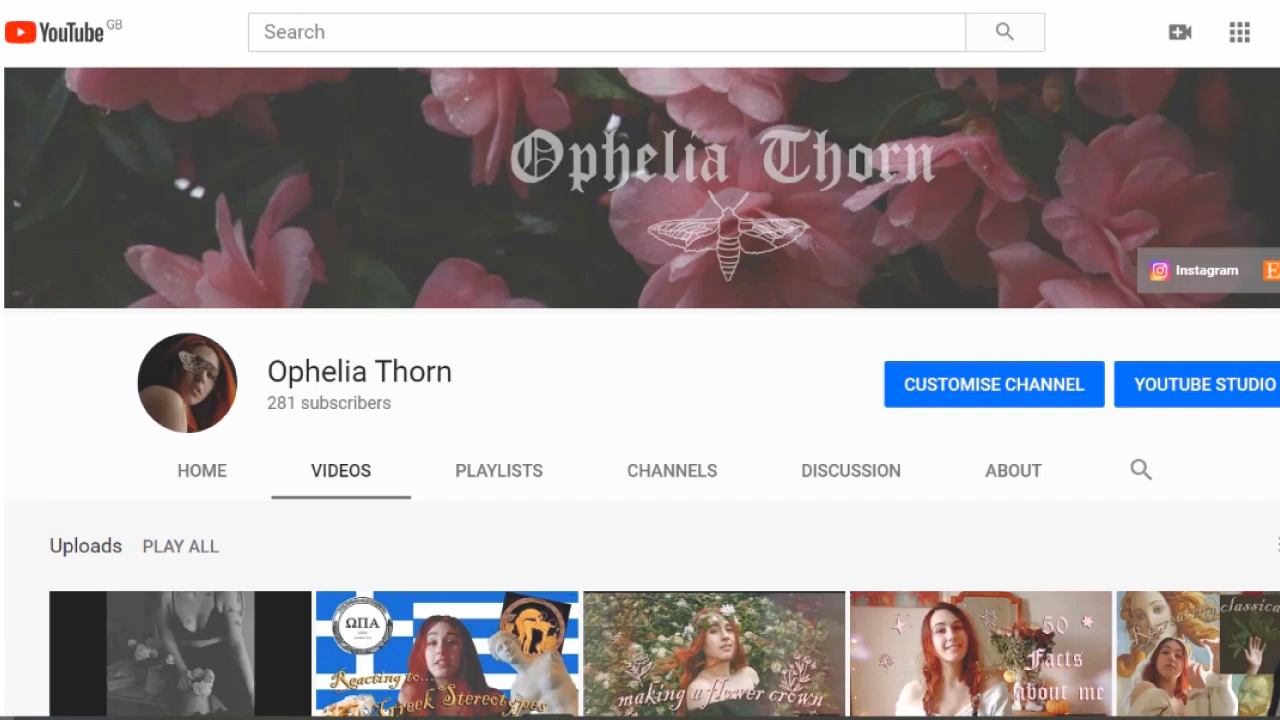 YouTube GB
Search
Ophelia Thorn
Instagram
E
Ophelia Thorn
281 subscribers
CUSTOMISE CHANNEL
YOUTUBE STUDIO
HOME VIDEOS PLAYLISTS CHANNELS DISCUSSION ABOUT
Uploads PLAY ALL
ΩΠΑ
Reacting to...
Greek Stereotypes
making a flower crown
50
Facts
about me
classica